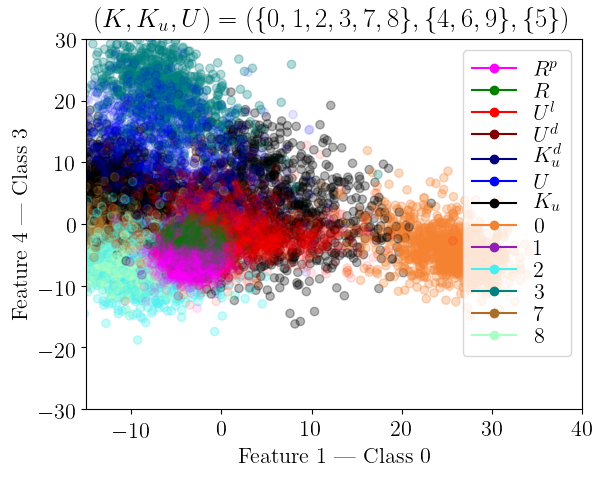 (K, K_u, U) = ({0, 1, 2, 3, 7, 8}, {4, 6, 9}, {5})
30
20
10
0
−10
−20
−30
Feature 4 — Class 3
R^p
R
U^l
U^d
K_u^d
U
K_u
0
1
2
3
7
8
−10 0 10 20 30 40
Feature 1 — Class 0